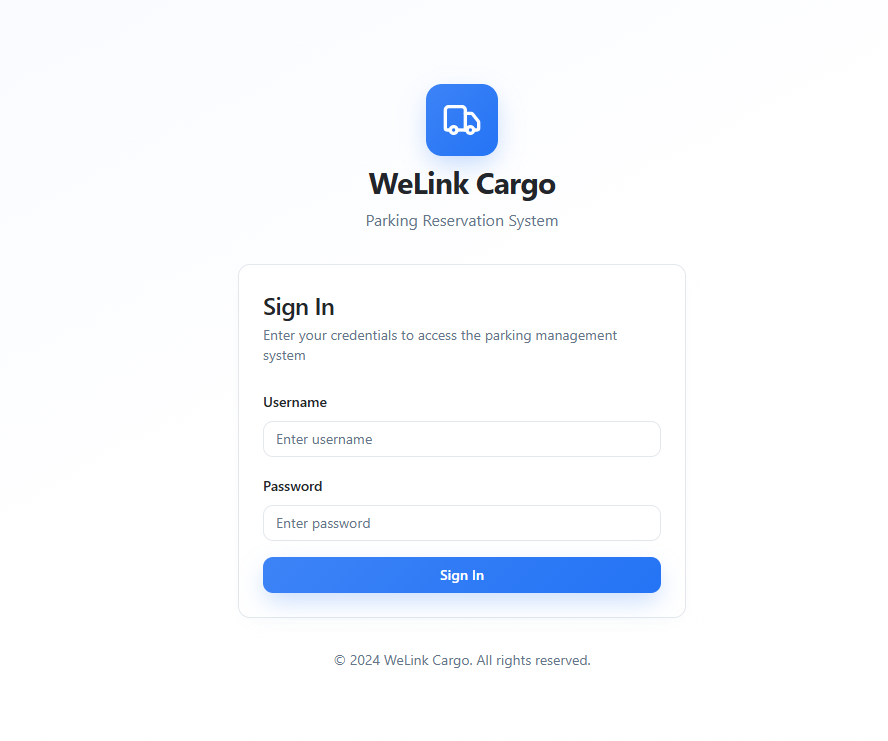 WeLink Cargo
Parking Reservation System
Sign In
Enter your credentials to access the parking management
system
Username
Enter username
Password
Enter password
Sign In
© 2024 WeLink Cargo. All rights reserved.